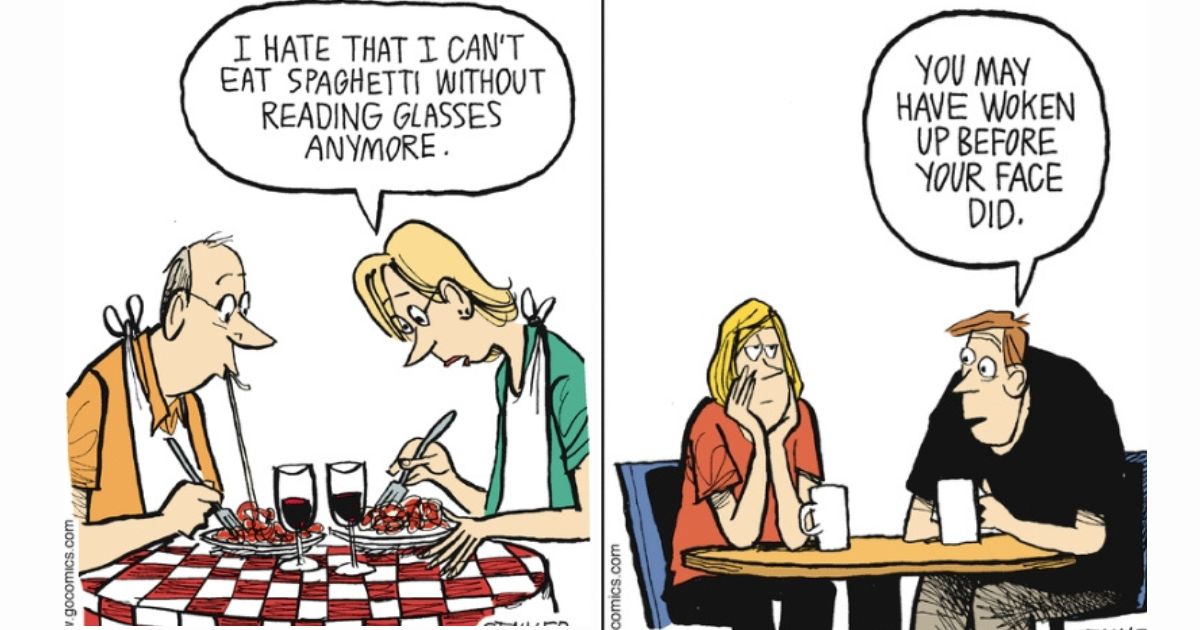 I HATE THAT I CAN'T
EAT SPAGHETTI WITHOUT
READING GLASSES
ANYMORE.
.gocomics.com
YOU MAY
HAVE WOKEN
UP BEFORE
YOUR FACE
DID.
comics.com